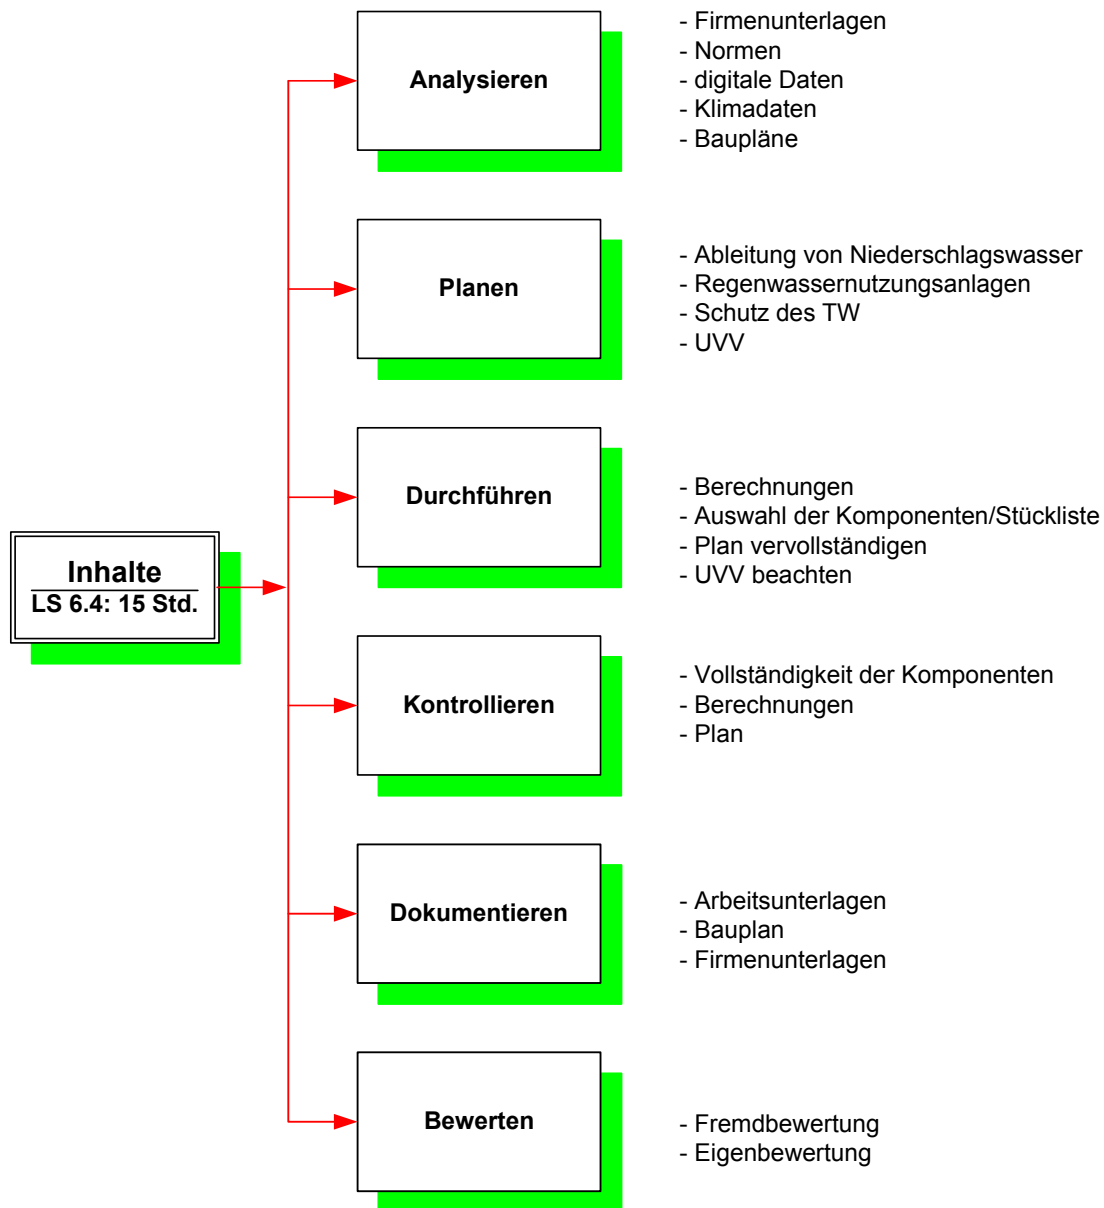 Analysieren
- Firmenunterlagen
- Normen
- digitale Daten
- Klimadaten
- Baupläne
Planen
- Ableitung von Niederschlagswasser
- Regenwassernutzungsanlagen
- Schutz des TW
- UVV
Durchführen
- Berechnungen
- Auswahl der Komponenten/Stückliste
- Plan vervollständigen
- UVV beachten
Inhalte
LS 6.4: 15 Std.
Kontrollieren
- Vollständigkeit der Komponenten
- Berechnungen
- Plan
Dokumentieren
- Arbeitsunterlagen
- Bauplan
- Firmenunterlagen
Bewerten
- Fremdbewertung
- Eigenbewertung